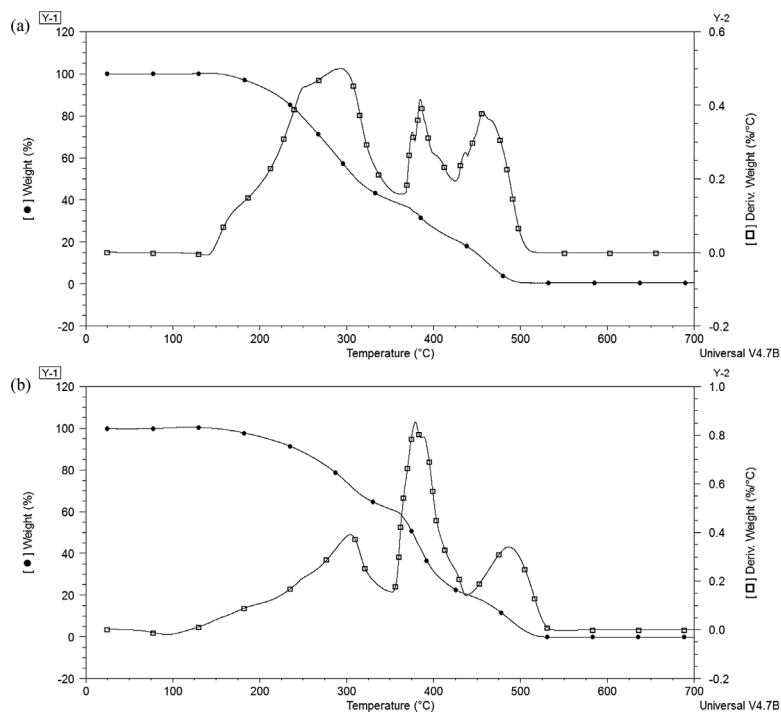 (a)
Y-1
Y-2
120
100
80
60
40
20
0
-20
[ ● ] Weight (%)
0.6
0.4
0.2
0.0
-0.2
[ □ ] Deriv. Weight (%/°C)
0 100 200 300 400 500 600 700
Temperature (°C)
Universal V4.7B
(b)
Y-1
Y-2
120
100
80
60
40
20
0
-20
[ ● ] Weight (%)
1.0
0.8
0.6
0.4
0.2
0.0
-0.2
[ □ ] Deriv. Weight (%/°C)
0 100 200 300 400 500 600 700
Temperature (°C)
Universal V4.7B